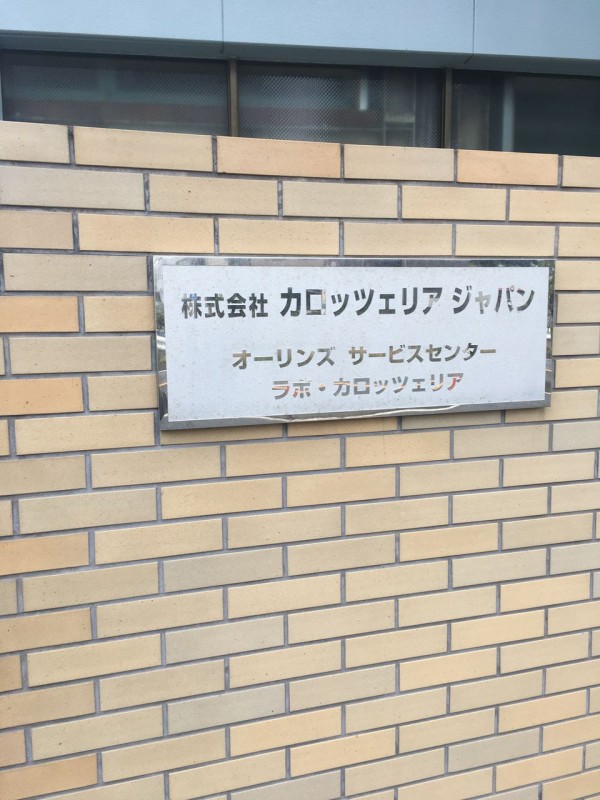 株式会社 カロッツェリア ジャパン
オーリンズ サービスセンター
ラボ・カロッツェリア